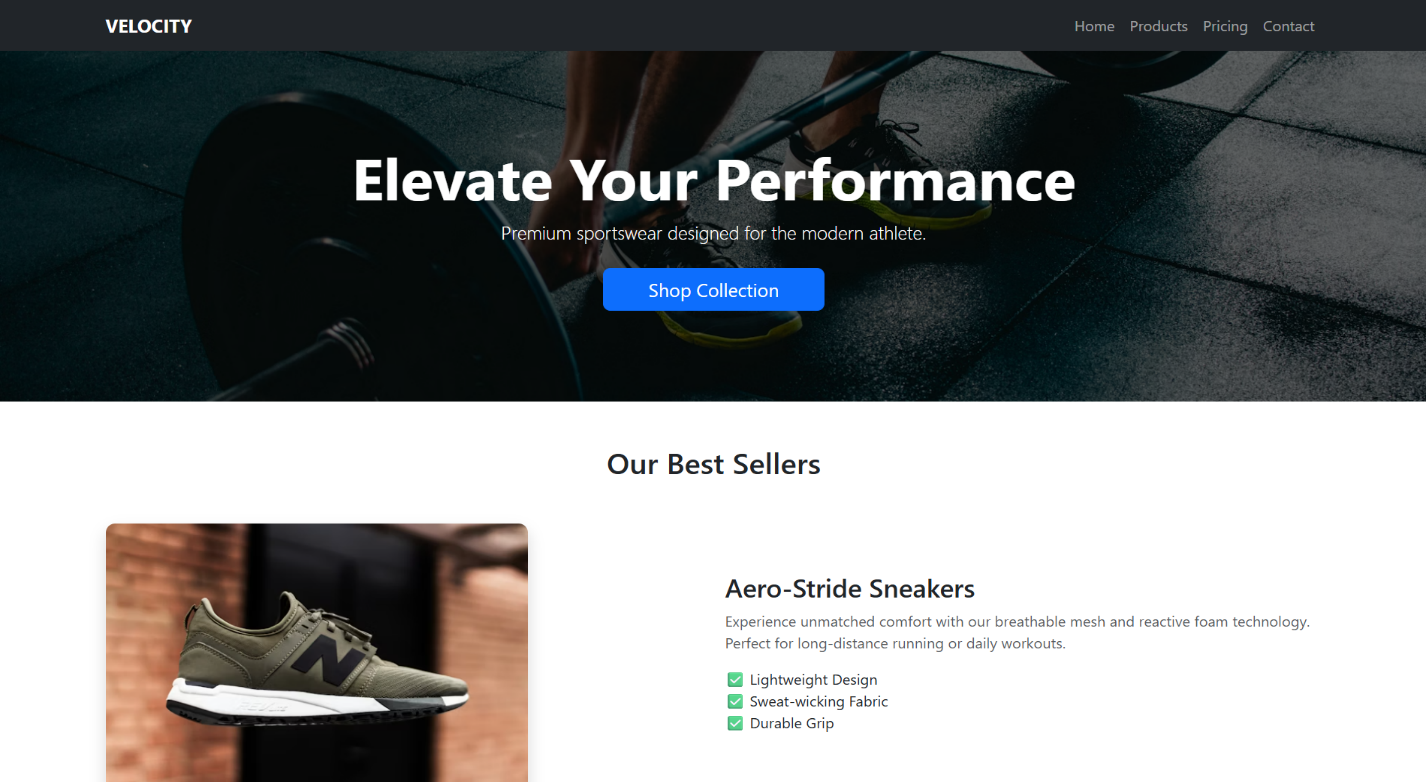 VELOCITY
Home Products Pricing Contact
Elevate Your Performance
Premium sportswear designed for the modern athlete.
Shop Collection
Our Best Sellers
Aero-Stride Sneakers
Experience unmatched comfort with our breathable mesh and reactive foam technology.
Perfect for long-distance running or daily workouts.
✅ Lightweight Design
✅ Sweat-wicking Fabric
✅ Durable Grip
N